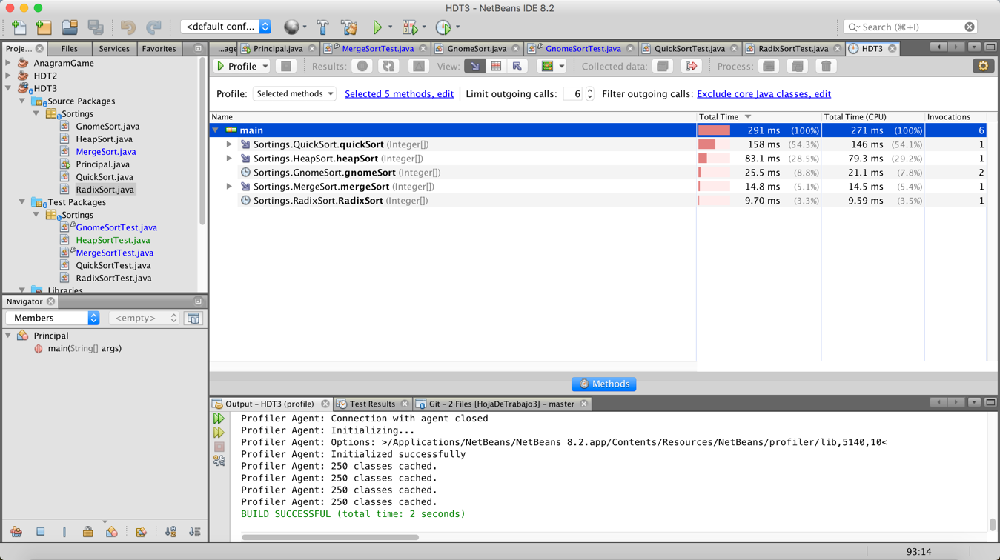 HDT3 - NetBeans IDE 8.2
<default conf...
Search (⌘+I)
Proje... Files Services Favorites
...age Principal.java MergeSortTest.java GnomeSort.java GnomeSortTest.java QuickSortTest.java RadixSortTest.java HDT3
AnagramGame
HDT2
HDT3
Source Packages
Sortings
GnomeSort.java
HeapSort.java
MergeSort.java
Principal.java
QuickSort.java
RadixSort.java
Test Packages
Sortings
GnomeSortTest.java
HeapSortTest.java
MergeSortTest.java
QuickSortTest.java
RadixSortTest.java
Libraries
Profile Results: View: Collected data: Process:
Profile: Selected methods Selected 5 methods, edit Limit outgoing calls: 6 Filter outgoing calls: Exclude core Java classes, edit
Name Total Time Total Time (CPU) Invocations
main 291 ms (100%) 271 ms (100%) 6
Sortings.QuickSort.quickSort (Integer[]) 158 ms (54.3%) 146 ms (54.1%) 1
Sortings.HeapSort.heapSort (Integer[]) 83.1 ms (28.5%) 79.3 ms (29.2%) 1
Sortings.GnomeSort.gnomeSort (Integer[]) 25.5 ms (8.8%) 21.1 ms (7.8%) 2
Sortings.MergeSort.mergeSort (Integer[]) 14.8 ms (5.1%) 14.5 ms (5.4%) 1
Sortings.RadixSort.RadixSort (Integer[]) 9.70 ms (3.3%) 9.59 ms (3.5%) 1
Methods
Navigator
Members <empty>
Principal
main(String[] args)
Output - HDT3 (profile) Test Results Git - 2 Files [HojaDeTrabajo3] - master
Profiler Agent: Connection with agent closed
Profiler Agent: Initializing...
Profiler Agent: Options: >/Applications/NetBeans/NetBeans 8.2.app/Contents/Resources/NetBeans/profiler/lib,5140,10<
Profiler Agent: Initialized successfully
Profiler Agent: 250 classes cached.
Profiler Agent: 250 classes cached.
Profiler Agent: 250 classes cached.
Profiler Agent: 250 classes cached.
BUILD SUCCESSFUL (total time: 2 seconds)
93:14